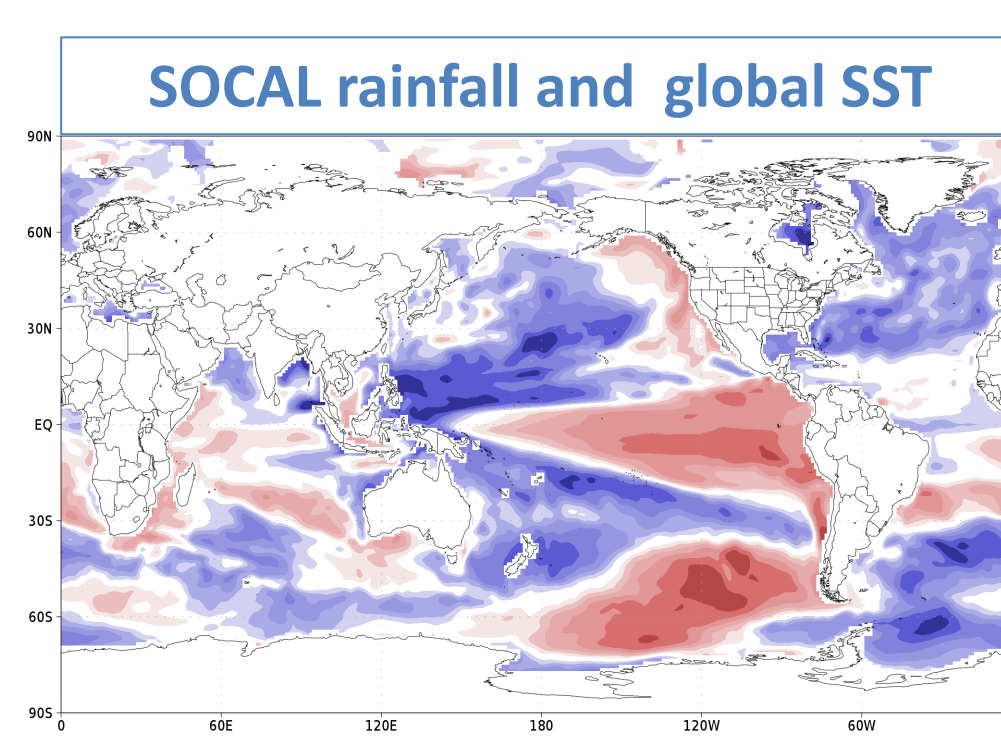 SOCAL rainfall and  global SST
90N
60N
30N
EQ
30S
60S
90S
0 60E 120E 180 120W 60W